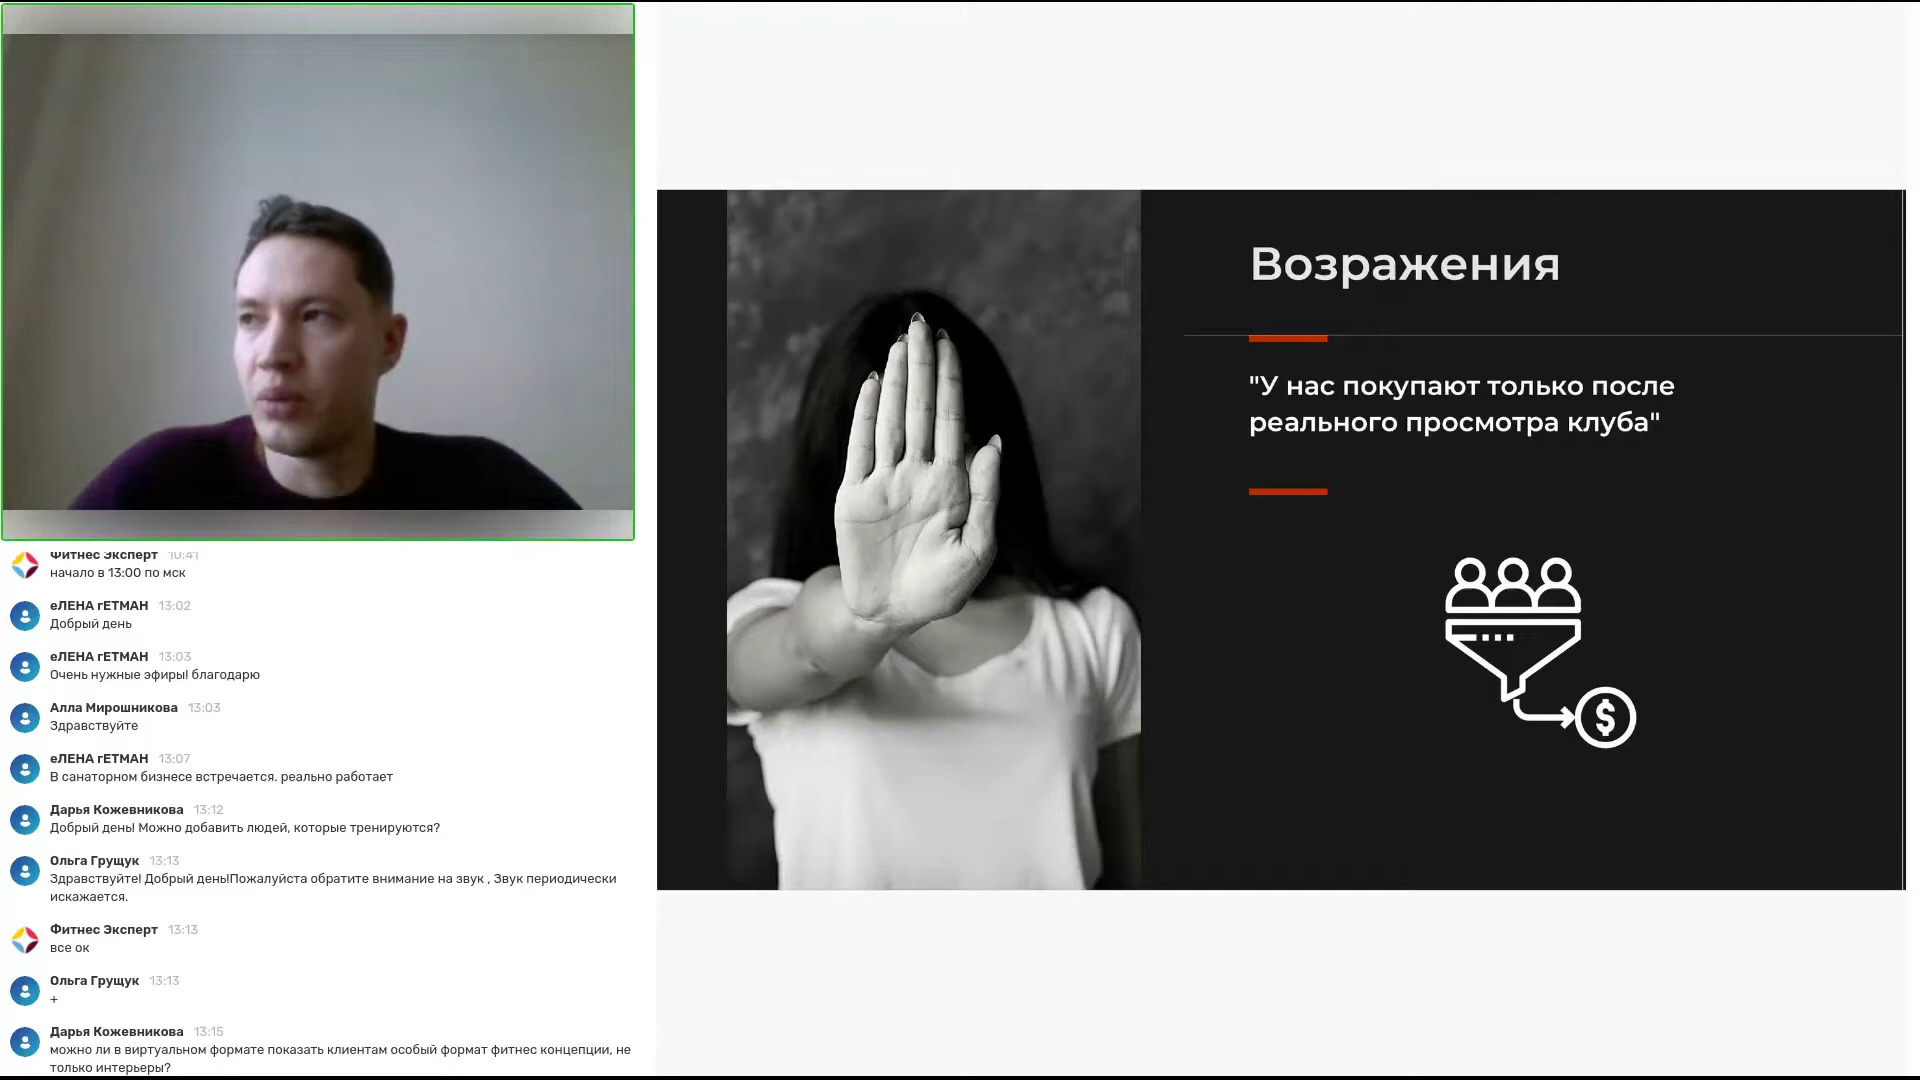 Фитнес Эксперт 10:41
начало в 13:00 по мск
еЛЕНА гЕТМАН 13:02
Добрый день
еЛЕНА гЕТМАН 13:03
Очень нужные эфиры! благодарю
Алла Мирошникова 13:03
Здравствуйте
еЛЕНА гЕТМАН 13:07
В санаторном бизнесе встречается. реально работает
Дарья Кожевникова 13:12
Добрый день! Можно добавить людей, которые тренируются?
Ольга Грущук 13:13
Здравствуйте! Добрый день!Пожалуйста обратите внимание на звук , Звук периодически
искажается.
Фитнес Эксперт 13:13
все ок
Ольга Грущук 13:13
+
Дарья Кожевникова 13:15
можно ли в виртуальном формате показать клиентам особый формат фитнес концепции, не
только интерьеры?
Возражения
"У нас покупают только после
реального просмотра клуба"
$